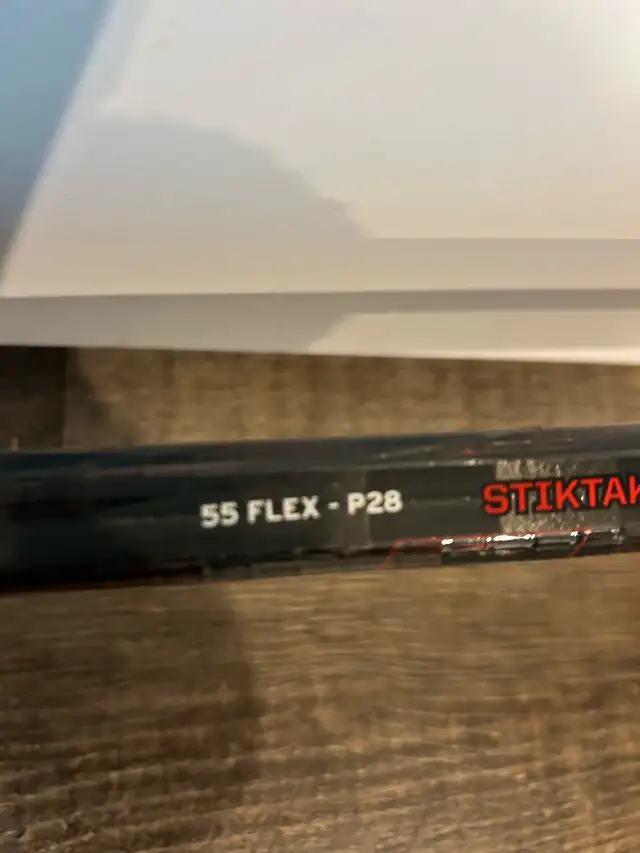 55 FLEX - P28 STIKTAK